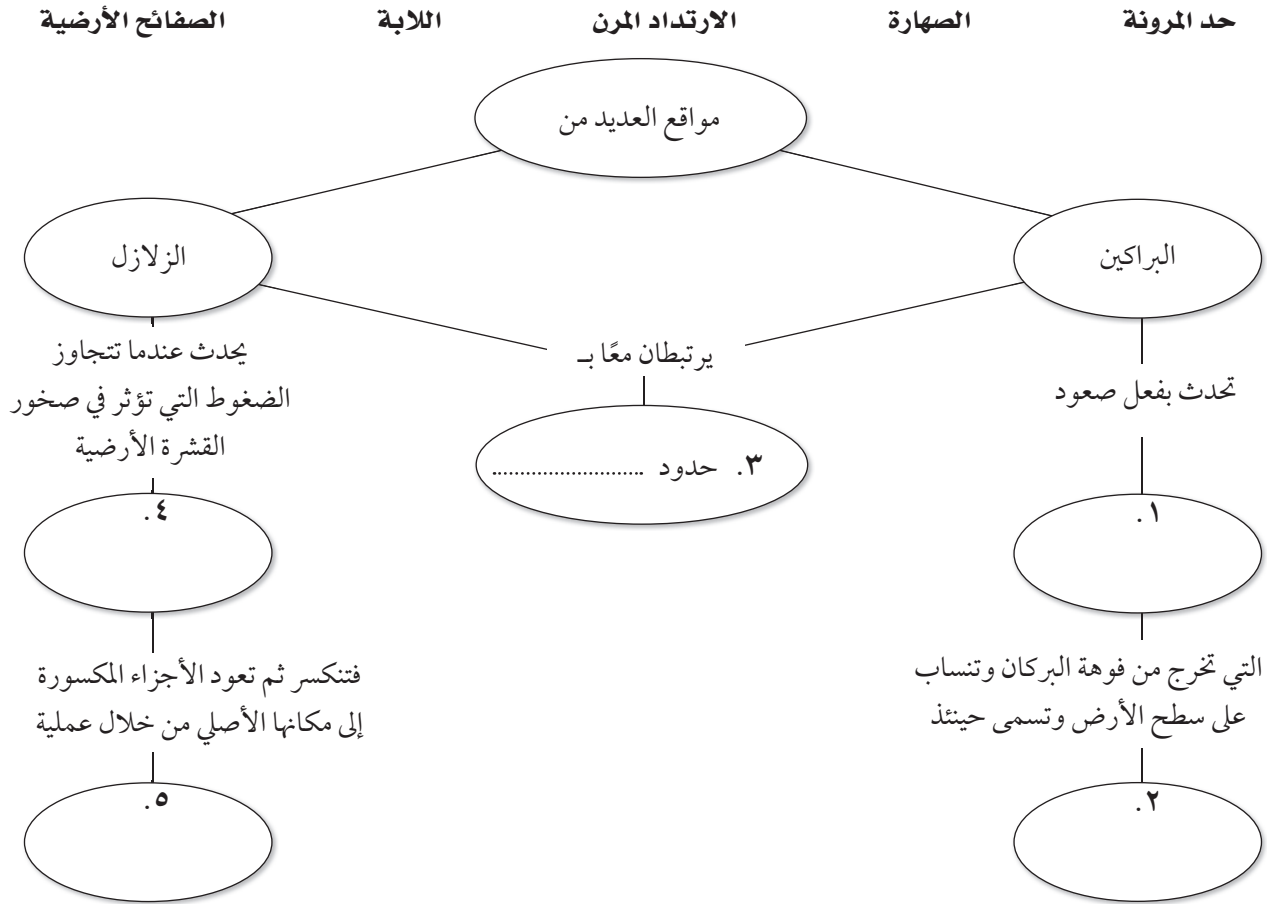 حد المرونة الصهارة الارتداد المرن اللابة الصفائح الأرضية
مواقع العديد من
البراكين
الزلازل
يرتبطان معًا بـ
تحدث بفعل صعود
يحدث عندما تتجاوز
الضغوط التي تؤثر في صخور
القشرة الأرضية
٣. حدود ...........................
١.
٤.
التي تخرج من فوهة البركان وتنساب
على سطح الأرض وتسمى حينئذ
فتنكسر ثم تعود الأجزاء المكسورة
إلى مكانها الأصلي من خلال عملية
٢.
٥.